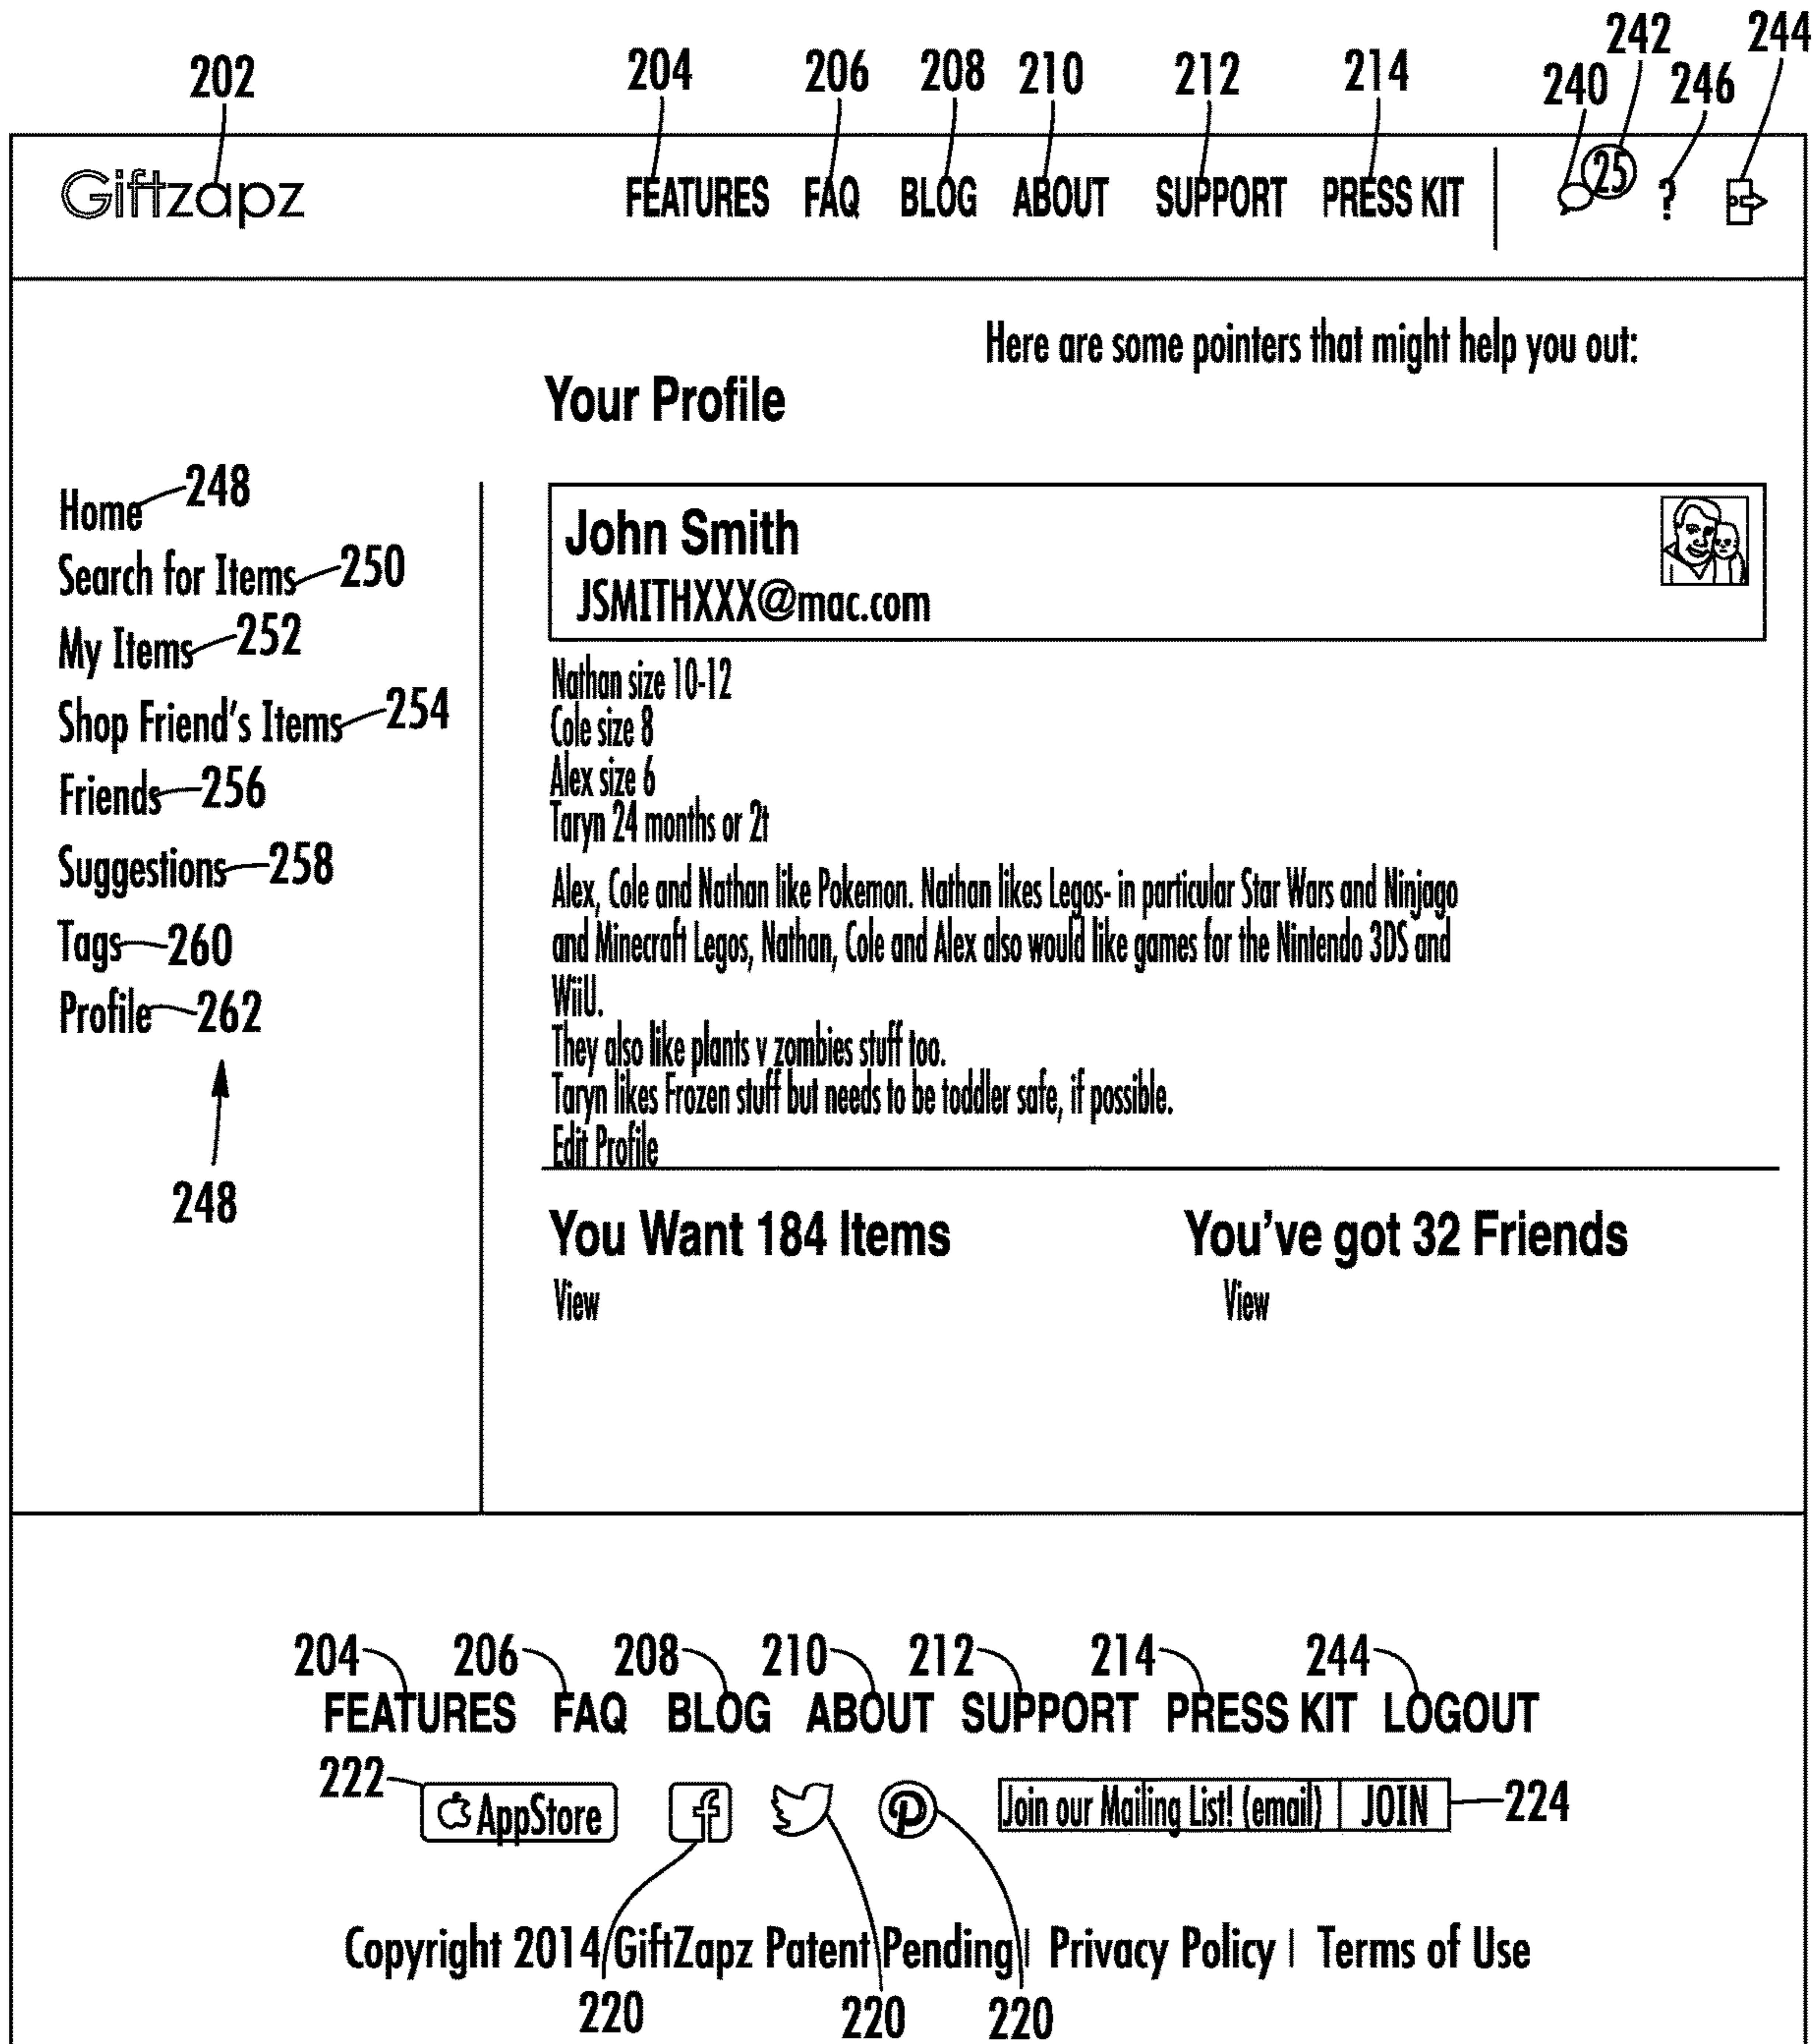 242 244
202 204 206 208 210 212 214 240 246
Giftzapz FEATURES FAQ BLOG ABOUT SUPPORT PRESS KIT 25 ?
Here are some pointers that might help you out:
Your Profile
Home 248
Search for Items 250
My Items 252
Shop Friend's Items 254
Friends 256
Suggestions 258
Tags 260
Profile 262
248
John Smith
JSMITHXXX@mac.com
Nathan size 10-12
Cole size 8
Alex size 6
Taryn 24 months or 2t
Alex, Cole and Nathan like Pokemon. Nathan likes Legos- in particular Star Wars and Ninjago
and Minecraft Legos, Nathan, Cole and Alex also would like games for the Nintendo 3DS and
WiiU.
They also like plants v zombies stuff too.
Taryn likes Frozen stuff but needs to be toddler safe, if possible.
Edit Profile
You Want 184 Items You've got 32 Friends
View View
204 206 208 210 212 214 244
FEATURES FAQ BLOG ABOUT SUPPORT PRESS KIT LOGOUT
222 AppStore f p Join our Mailing List! (email) JOIN 224
Copyright 2014 GiftZapz Patent Pending | Privacy Policy | Terms of Use
220 220 220